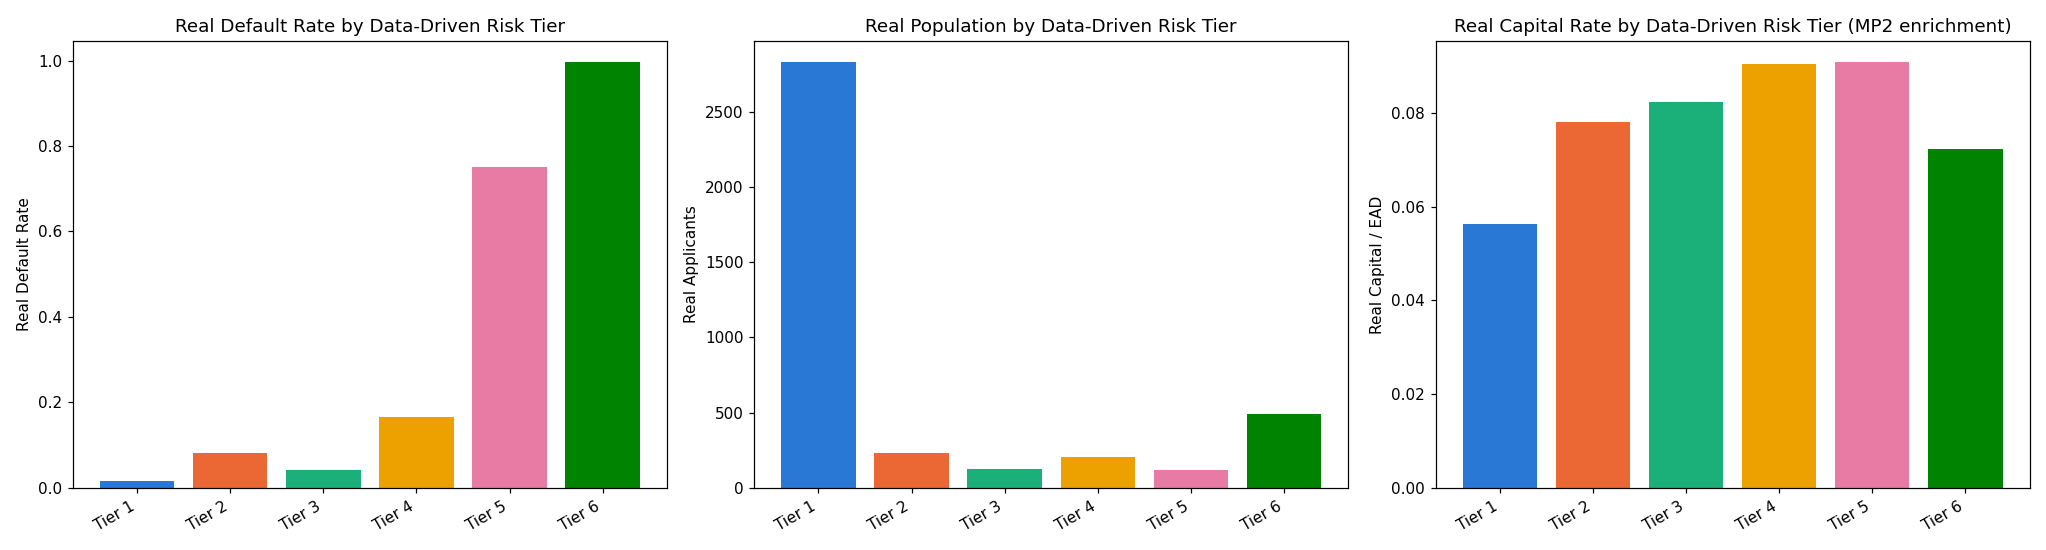 Real Default Rate by Data-Driven Risk Tier
Real Default Rate
1.0
0.8
0.6
0.4
0.2
0.0
Tier 1
Tier 2
Tier 3
Tier 4
Tier 5
Tier 6
Real Population by Data-Driven Risk Tier
Real Applicants
2500
2000
1500
1000
500
0
Tier 1
Tier 2
Tier 3
Tier 4
Tier 5
Tier 6
Real Capital Rate by Data-Driven Risk Tier (MP2 enrichment)
Real Capital / EAD
0.08
0.06
0.04
0.02
0.00
Tier 1
Tier 2
Tier 3
Tier 4
Tier 5
Tier 6